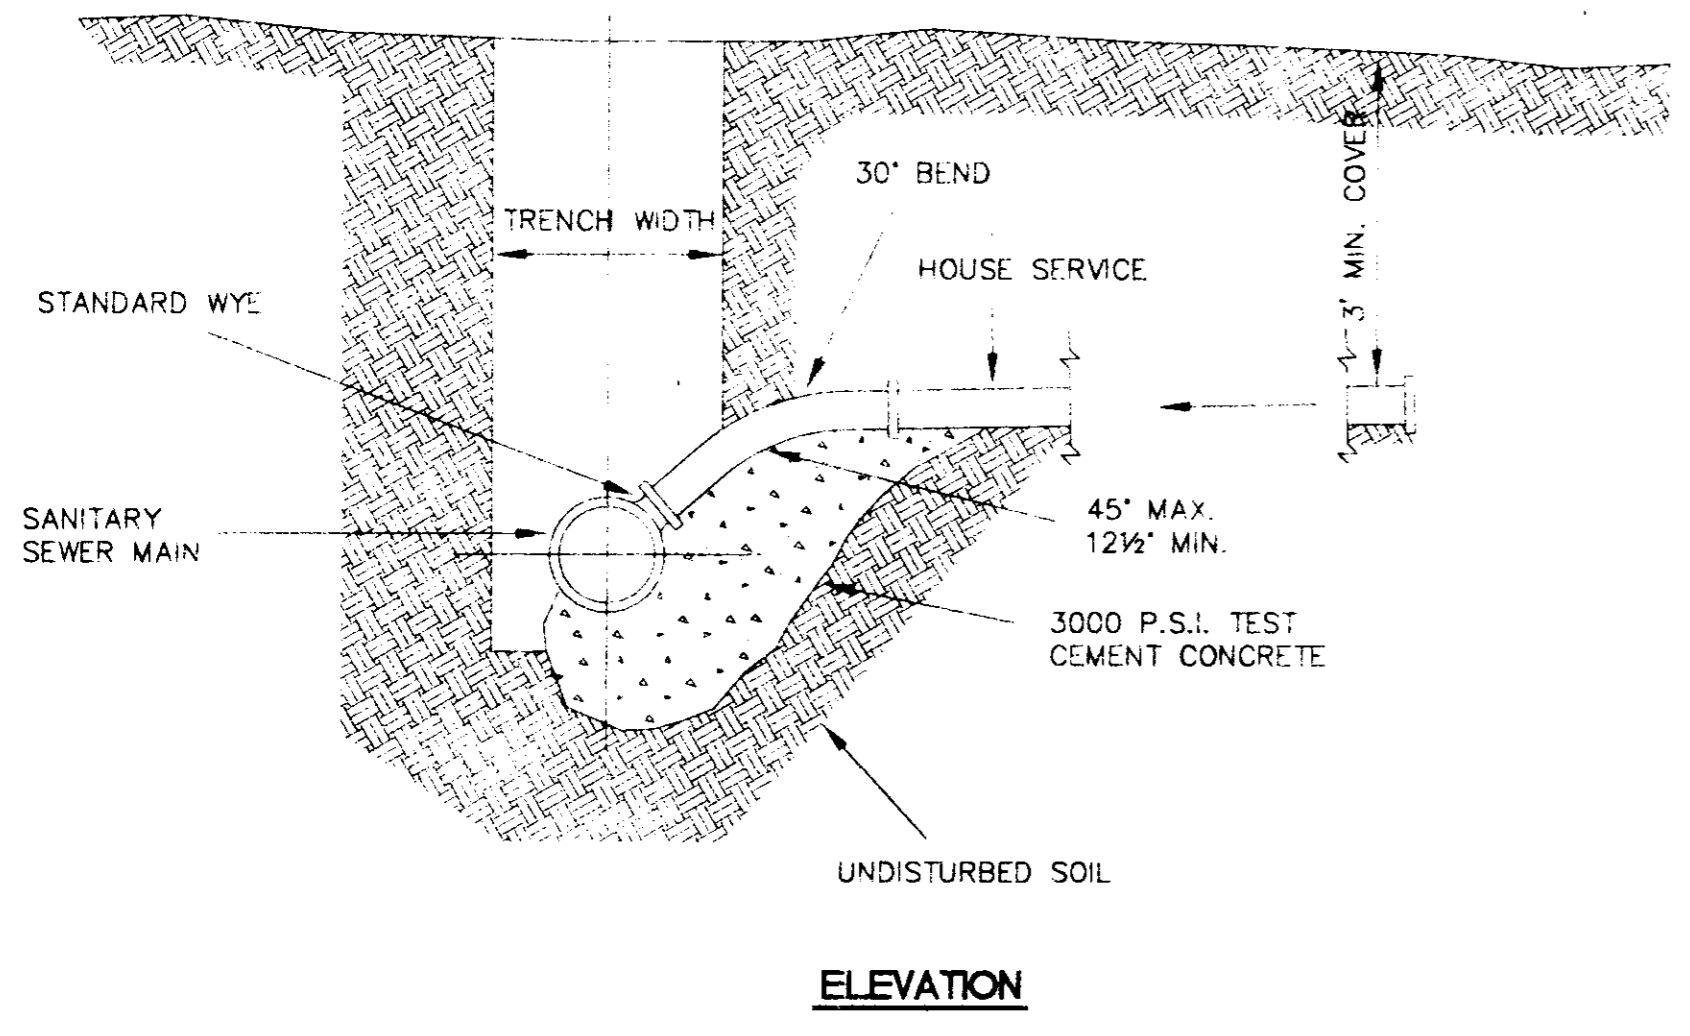 30° BEND
TRENCH WIDTH
HOUSE SERVICE
3' MIN. COVER
STANDARD WYE
SANITARY
SEWER MAIN
45° MAX.
12½° MIN.
3000 P.S.I. TEST
CEMENT CONCRETE
UNDISTURBED SOIL
ELEVATION